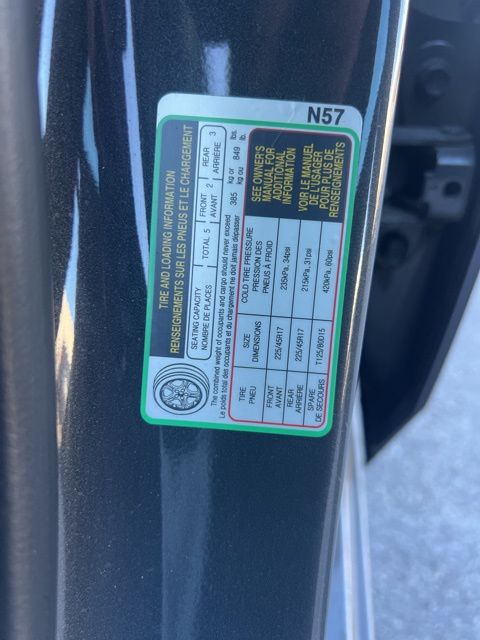 N57
TIRE AND LOADING INFORMATION
RENSEIGNEMENTS SUR LES PNEUS ET LE CHARGEMENT
SEATING CAPACITY
NOMBRE DE PLACES
TOTAL 5
FRONT
AVANT 2
REAR
ARRIÈRE 3
The combined weight of occupants and cargo should never exceed
Le poids total des occupants et du chargement ne doit jamais dépasser
385 kg or 849 lbs.
kg ou lb.
TIRE
PNEU
SIZE
DIMENSIONS
COLD TIRE PRESSURE
PRESSION DES
PNEUS À FROID
FRONT
AVANT
225/45R17
235kPa, 34psi
REAR
ARRIÈRE
225/45R17
215kPa, 31psi
SPARE
DE SECOURS
T125/80D15
420kPa, 60psi
SEE OWNER'S
MANUAL FOR
ADDITIONAL
INFORMATION
VOIR LE MANUEL
DE L'USAGER
POUR PLUS DE
RENSEIGNEMENTS